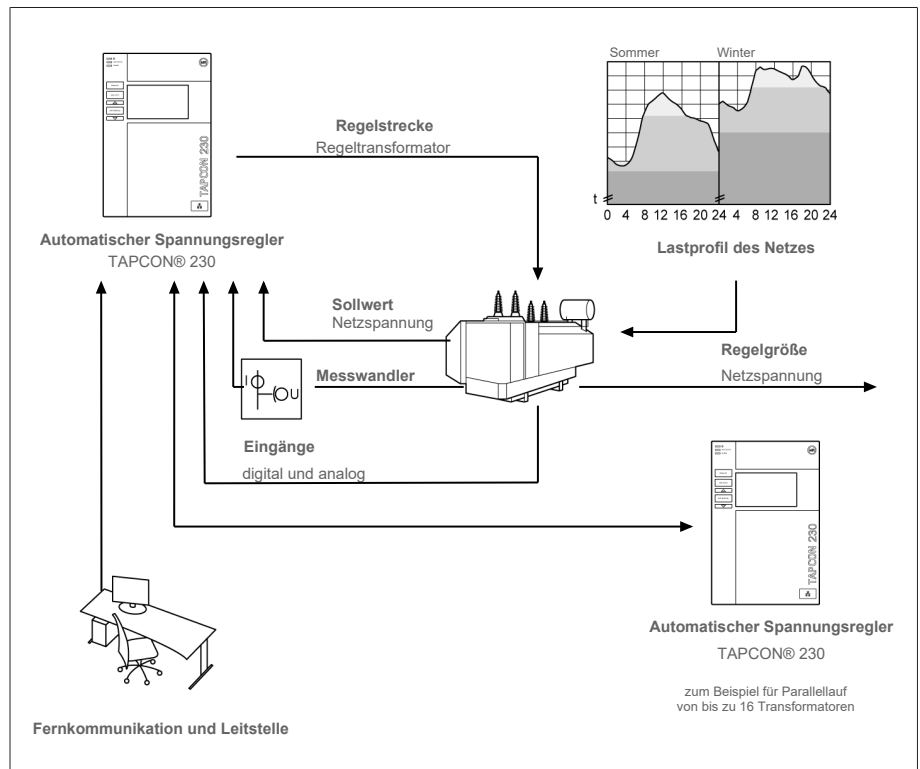 Sommer Winter
TAPCON 230
Regelstrecke
Regeltransformator
t
0 4 8 12 16 20 24 4 8 12 16 20 24
Automatischer Spannungsregler
TAPCON® 230
Lastprofil des Netzes
Sollwert
Netzspannung
Regelgröße
Netzspannung
Messwandler
I
U
Eingänge
digital und analog
TAPCON 230
Automatischer Spannungsregler
TAPCON® 230
zum Beispiel für Parallellauf
von bis zu 16 Transformatoren
Fernkommunikation und Leitstelle